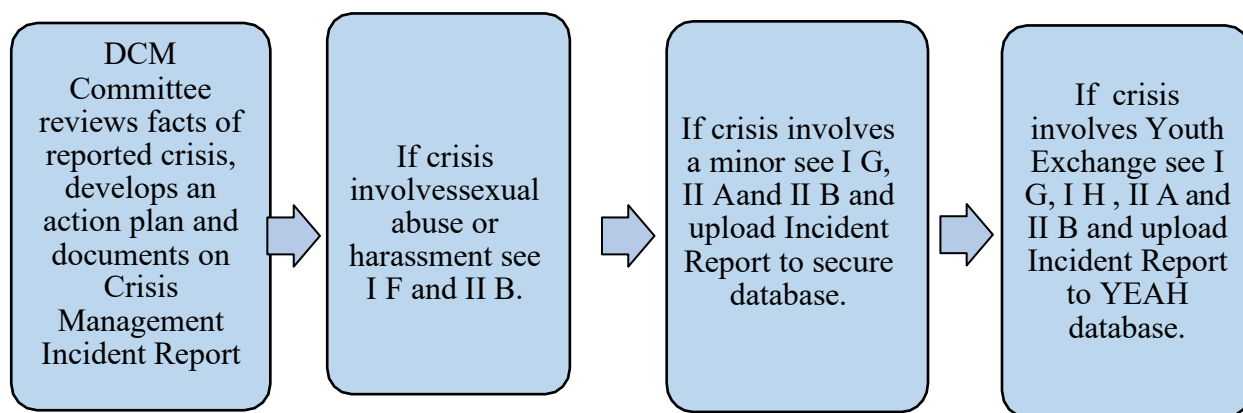 DCM
Committee
reviews facts of
reported crisis,
develops an
action plan and
documents on
Crisis
Management
Incident Report
If crisis
involvessexual
abuse or
harassment see
I F and II B.
If crisis involves
a minor see I G,
II Aand II B and
upload Incident
Report to secure
database.
If crisis
involves Youth
Exchange see I
G, I H , II A and
II B and upload
Incident Report
to YEAH
database.